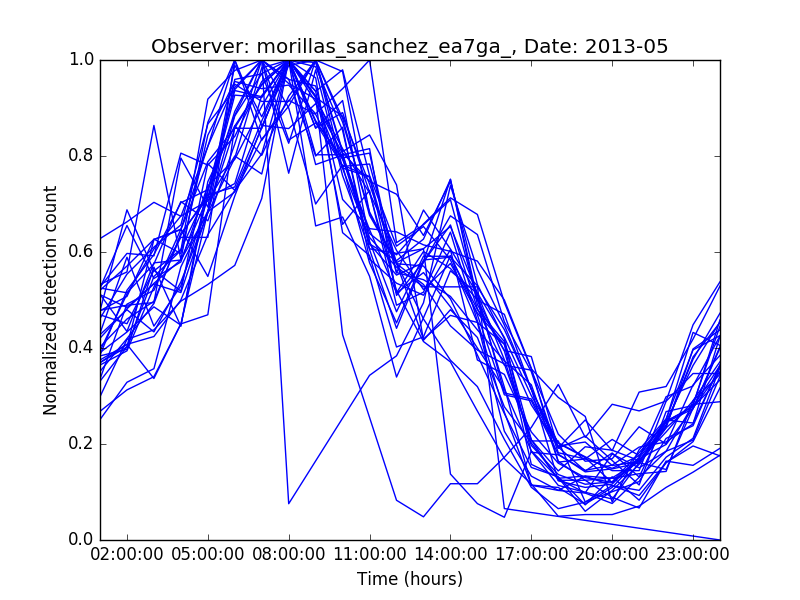 Observer: morillas_sanchez_ea7ga_, Date: 2013-05
Normalized detection count
1.0
0.8
0.6
0.4
0.2
0.0
02:00:00 05:00:00 08:00:00 11:00:00 14:00:00 17:00:00 20:00:00 23:00:00
Time (hours)